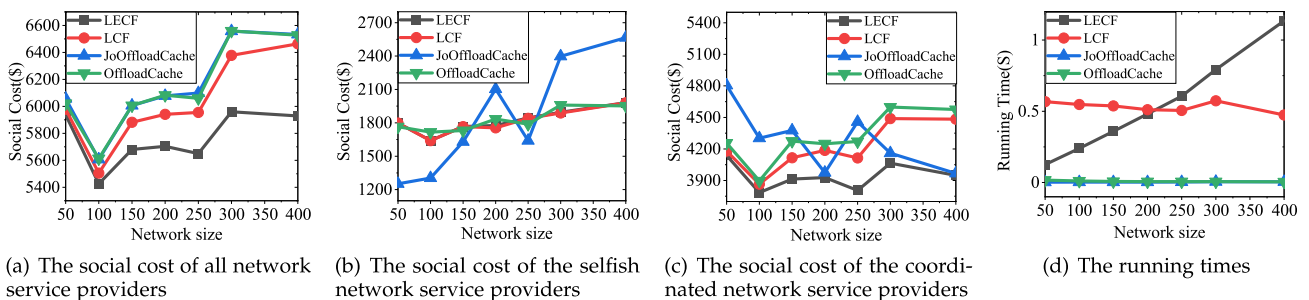 6600
6400
6200
6000
5800
5600
5400
Social Cost($)
LECF
LCF
JoOffloadCache
OffloadCache
50 100 150 200 250 300 400
Network size
(a) The social cost of all network
service providers
2700
2400
2100
1800
1500
1200
Social Cost($)
LECF
LCF
JoOffloadCache
OffloadCache
50 100 150 200 250 300 400
Network size
(b) The social cost of the selfish
network service providers
5400
5100
4800
4500
4200
3900
Social Cost($)
LECF
LCF
JoOffloadCache
OffloadCache
50 100 150 200 250 300 400
Network size
(c) The social cost of the coordi-
nated network service providers
1
0.5
0
Running Time(S)
LECF
LCF
JoOffloadCache
OffloadCache
50 100 150 200 250 300 400
Network size
(d) The running times